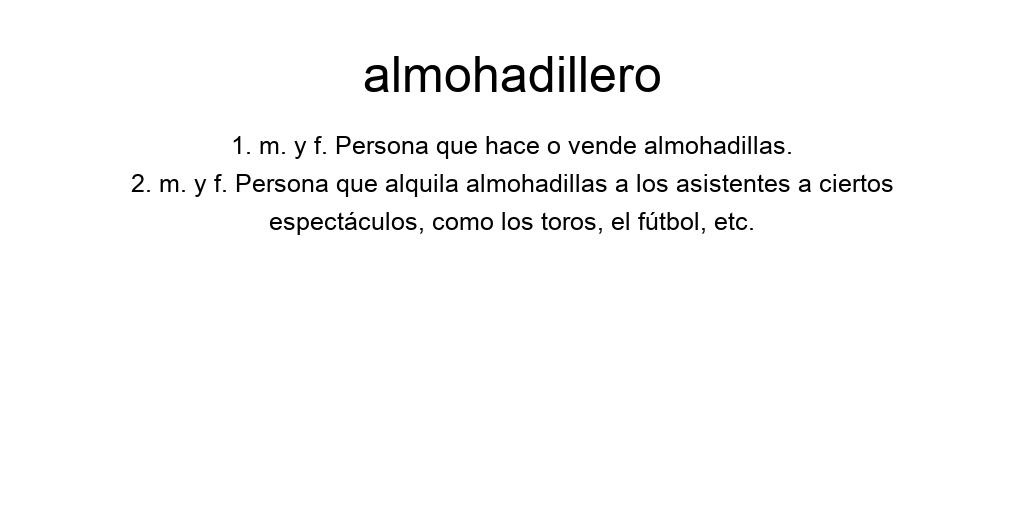 almohadillero
1. m. y f. Persona que hace o vende almohadillas.
2. m. y f. Persona que alquila almohadillas a los asistentes a ciertos
espectáculos, como los toros, el fútbol, etc.